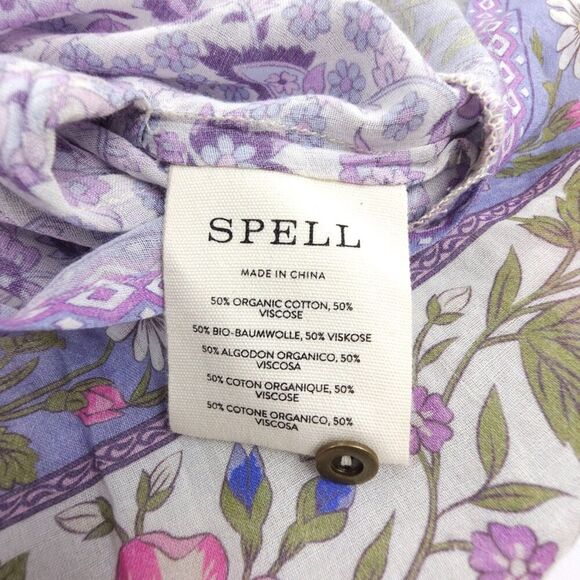 SPELL
MADE IN CHINA
50% ORGANIC COTTON, 50%
VISCOSE
50% BIO-BAUMWOLLE, 50% VISKOSE
50% ALGODON ORGANICO, 50%
VISCOSA
50% COTON ORGANIQUE, 50%
VISCOSE
50% COTONE ORGANICO, 50%
VISCOSA